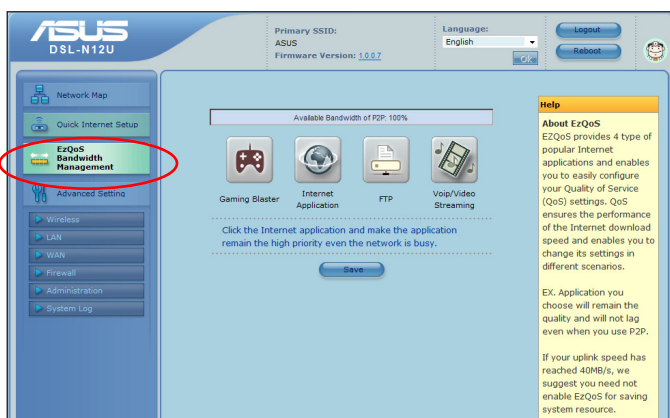 ASUS
DSL-N12U
Primary SSID:
ASUS
Firmware Version: 1.0.0.7
Language:
English
OK
Logout
Reboot
Network Map
Quick Internet Setup
EzQoS
Bandwidth
Management
Advanced Setting
Wireless
LAN
WAN
Firewall
Administration
System Log
Available Bandwidth of P2P: 100%
Gaming Blaster
Internet
Application
FTP
Voip/Video
Streaming
Click the Internet application and make the application
remain the high priority even the network is busy.
Save
Help
About EzQoS
EZQoS provides 4 type of
popular Internet
applications and enables
you to easily configure
your Quality of Service
(QoS) settings. QoS
ensures the performance
of the Internet download
speed and enables you to
change its settings in
different scenarios.
EX. Application you
choose will remain the
quality and will not lag
even when you use P2P.
If your uplink speed has
reached 40MB/s, we
suggest you need not
enable EzQoS for saving
system resource.